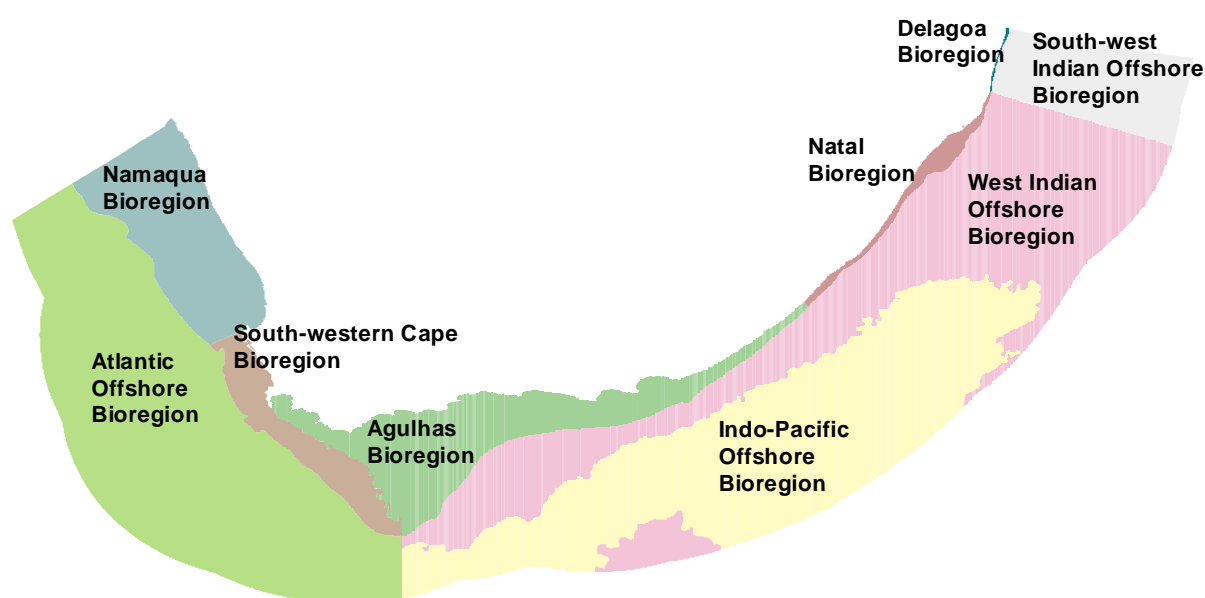 Delagoa
Bioregion
South-west
Indian Offshore
Bioregion
Natal
Bioregion
Namaqua
Bioregion
West Indian
Offshore
Bioregion
South-western Cape
Bioregion
Atlantic
Offshore
Bioregion
Agulhas
Bioregion
Indo-Pacific
Offshore
Bioregion